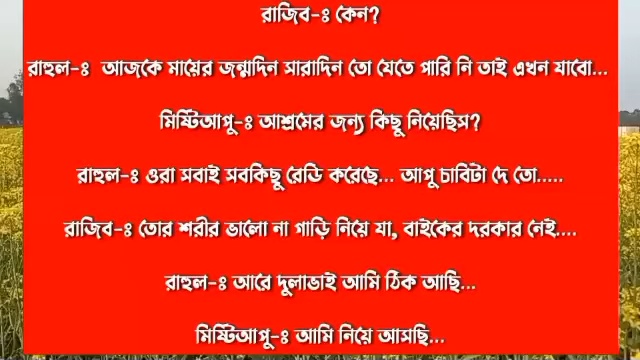 রাজিব-ঃ কেন?
রাহুল-ঃ আজকে মায়ের জন্মদিন সারাদিন তো যেতে পারি নি তাই এখন যাবো...
মিষ্টিআপু-ঃ আশ্রমের জন্য কিছু নিয়েছিস?
রাহুল-ঃ ওরা সবাই সবকিছু রেডি করেছে... আপু চাবিটা দে তো.....
রাজিব-ঃ তোর শরীর ভালো না গাড়ি নিয়ে যা, বাইকের দরকার নেই....
রাহুল-ঃ আরে দুলাভাই আমি ঠিক আছি...
মিষ্টিআপু-ঃ আমি নিয়ে আসছি...